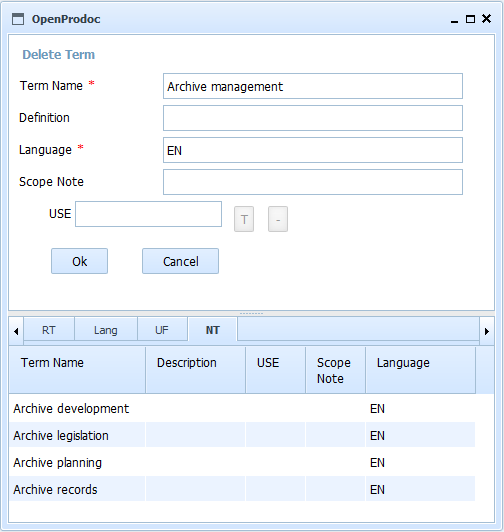 OpenProdoc
Delete Term
Term Name *
Archive management
Definition
Language *
EN
Scope Note
USE
T
-
Ok
Cancel
RT Lang UF NT
Term Name Description USE Scope Note Language
Archive development EN
Archive legislation EN
Archive planning EN
Archive records EN